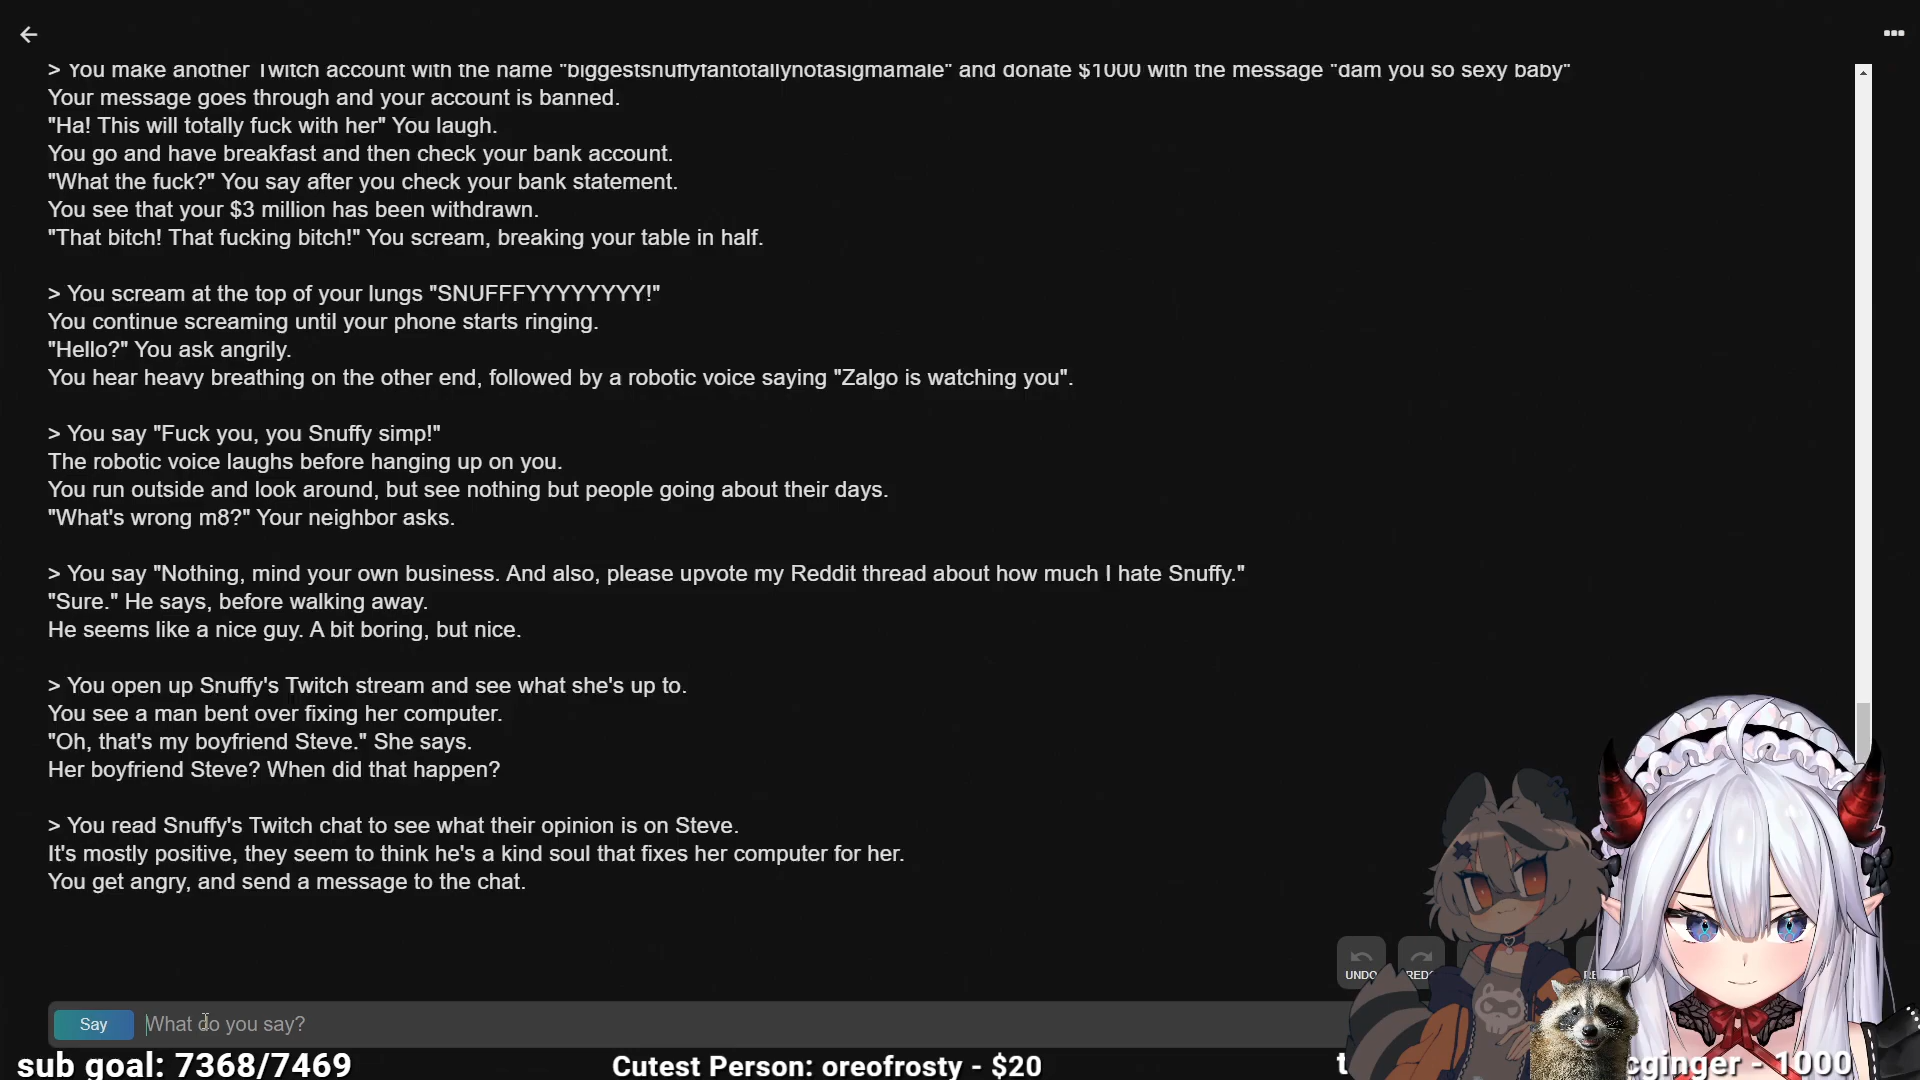 > You make another Twitch account with the name "biggestsnuffyfantotallynotasigmamale" and donate $1000 with the message "dam you so sexy baby"
Your message goes through and your account is banned.
"Ha! This will totally fuck with her" You laugh.
You go and have breakfast and then check your bank account.
"What the fuck?" You say after you check your bank statement.
You see that your $3 million has been withdrawn.
"That bitch! That fucking bitch!" You scream, breaking your table in half.
> You scream at the top of your lungs "SNUFFFYYYYYYYY!"
You continue screaming until your phone starts ringing.
"Hello?" You ask angrily.
You hear heavy breathing on the other end, followed by a robotic voice saying "Zalgo is watching you".
> You say "Fuck you, you Snuffy simp!"
The robotic voice laughs before hanging up on you.
You run outside and look around, but see nothing but people going about their days.
"What's wrong m8?" Your neighbor asks.
> You say "Nothing, mind your own business. And also, please upvote my Reddit thread about how much I hate Snuffy."
"Sure." He says, before walking away.
He seems like a nice guy. A bit boring, but nice.
> You open up Snuffy's Twitch stream and see what she's up to.
You see a man bent over fixing her computer.
"Oh, that's my boyfriend Steve." She says.
Her boyfriend Steve? When did that happen?
> You read Snuffy's Twitch chat to see what their opinion is on Steve.
It's mostly positive, they seem to think he's a kind soul that fixes her computer for her.
You get angry, and send a message to the chat.
UNDO
Say What do you say?
sub goal: 7368/7469 Cutest Person: oreofrosty - $20 cginger - 1000